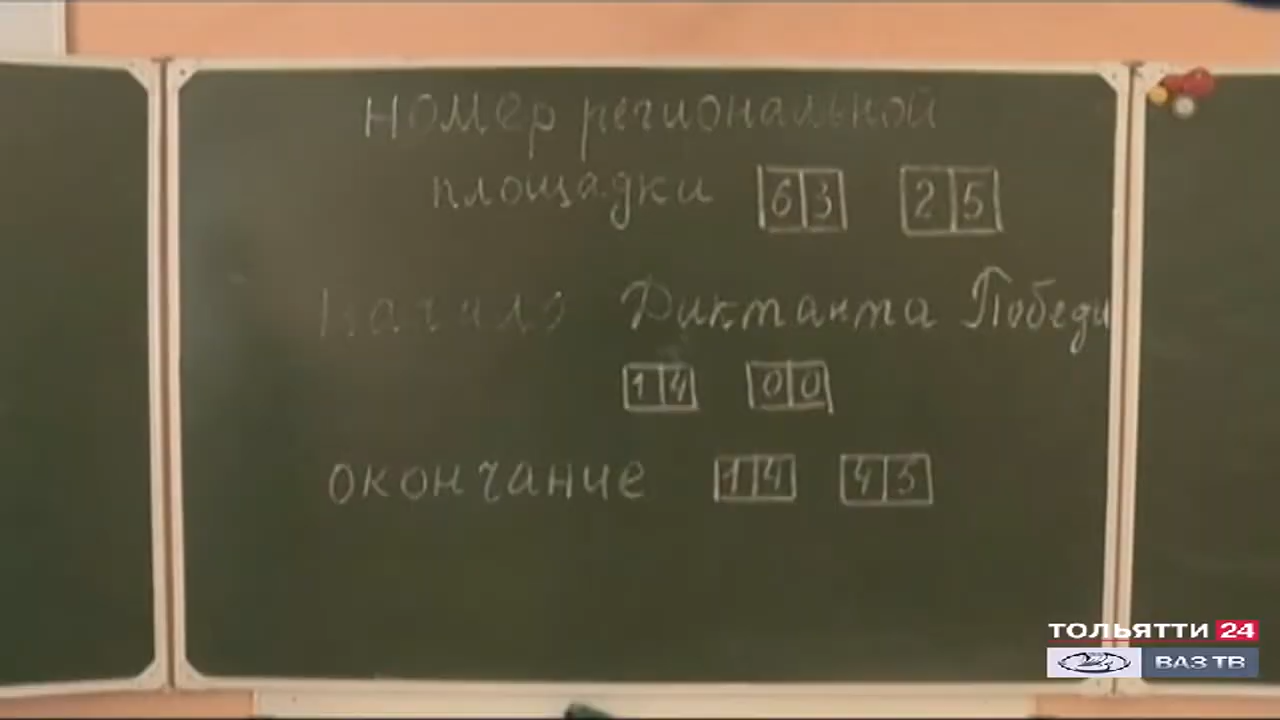 номер региональной
площадки 63 25
Начало Диктанта Победы
14 00
окончание 14 45
ТОЛЬЯТТИ 24
ВАЗ ТВ